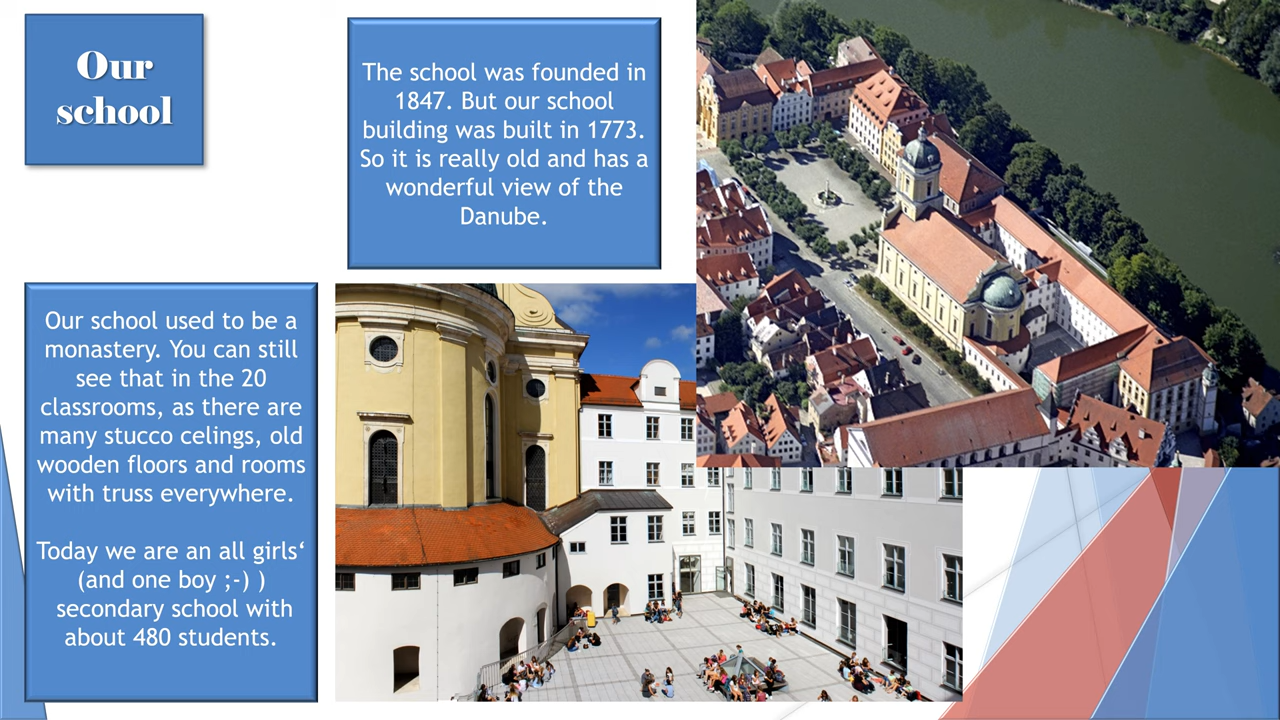 Our
school
The school was founded in
1847. But our school
building was built in 1773.
So it is really old and has a
wonderful view of the
Danube.
Our school used to be a
monastery. You can still
see that in the 20
classrooms, as there are
many stucco celings, old
wooden floors and rooms
with truss everywhere.
Today we are an all girls‘
(and one boy ;-) )
secondary school with
about 480 students.